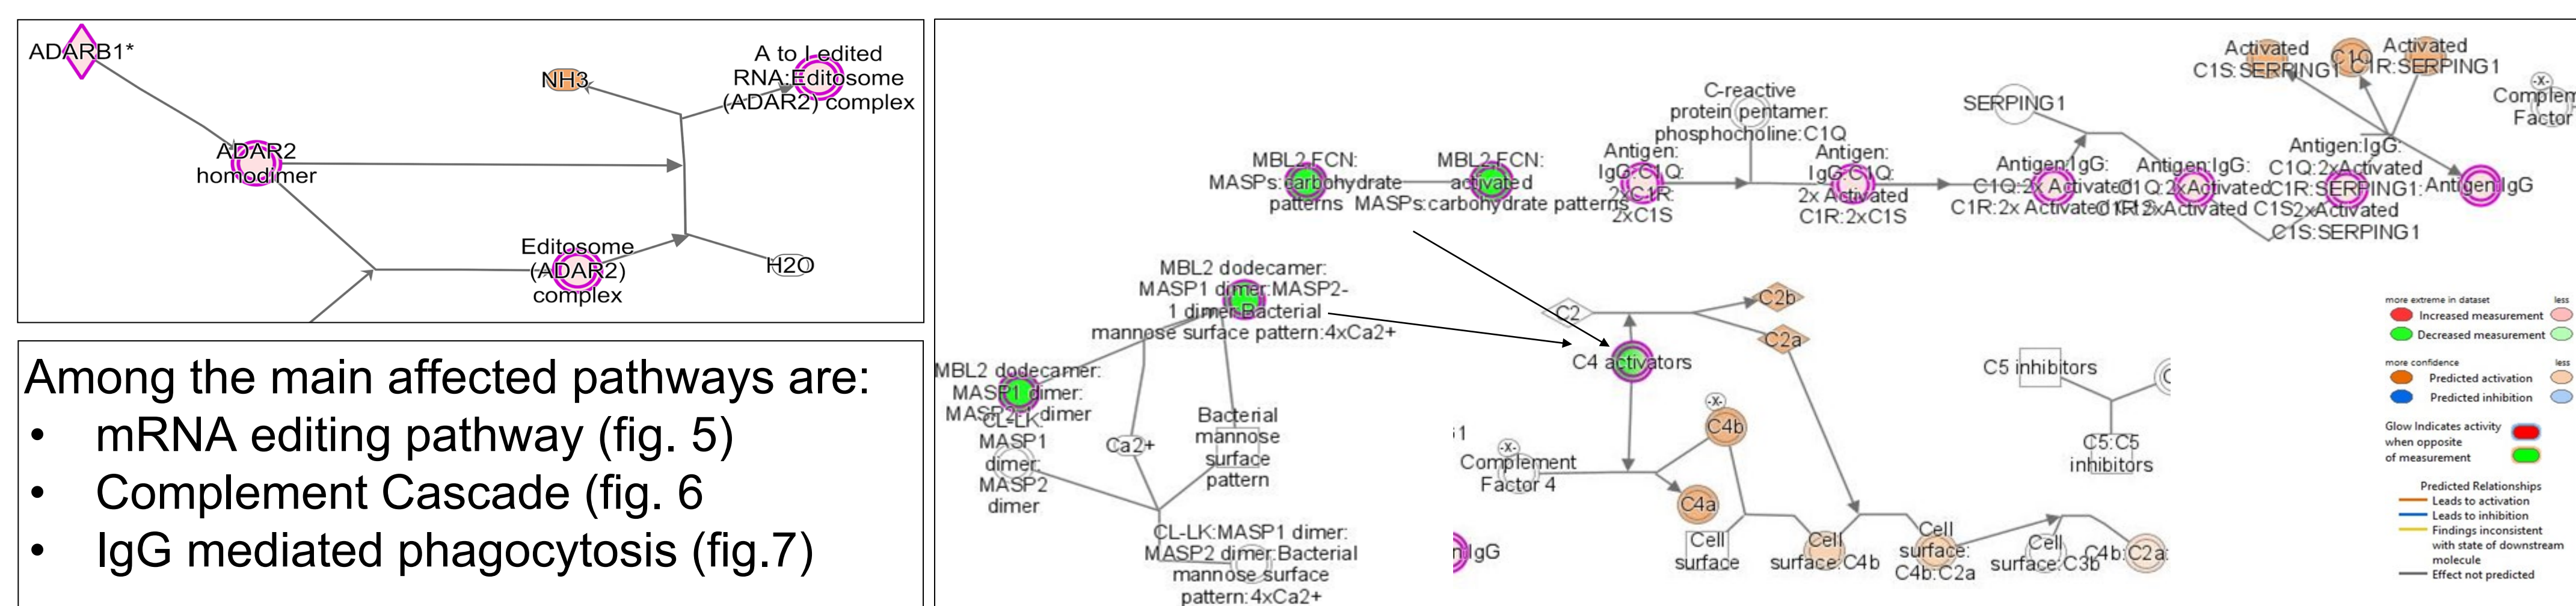 ADARB1*
A to I edited
RNA:Editosome
(ADAR2) complex
NH3
ADAR2
homodimer
Editosome
(ADAR2)
complex
H2O
Among the main affected pathways are:
• mRNA editing pathway (fig. 5)
• Complement Cascade (fig. 6
• IgG mediated phagocytosis (fig.7)
MBL2,FCN:
MASPs:carbohydrate
patterns
MBL2,FCN:
activated
MASPs:carbohydrate patterns
C-reactive
protein pentamer:
phosphocholine:C1Q
Antigen:
IgG:C1Q:
2xC1R:
2xC1S
Antigen:
IgG:C1Q:
2x Activated
C1R:2xC1S
SERPING1
Antigen:IgG:
C1Q:2x Activated
C1R:2x Activated
Antigen:IgG:
C1Q:2xActivated
Antigen:IgG:
C1Q:2xActivated
C1R:SERPING1:
2xActivated
C1S:SERPING1
Activated
C1S:SERPING1
C1Q
Activated
C1R:SERPING1
Antigen:IgG
-X-
Complem
Factor
MBL2 dodecamer:
MASP1 dimer:MASP2-
1 dimer:Bacterial
mannose surface pattern:4xCa2+
MBL2 dodecamer:
MASP1 dimer:
MASP2-1 dimer
CL-LK:
MASP1
dimer:
MASP2
dimer
Ca2+
Bacterial
mannose
surface
pattern
CL-LK:MASP1 dimer:
MASP2 dimer:Bacterial
mannose surface
pattern:4xCa2+
C2
C2b
C2a
C4 activators
-X-
C4b
-X-
Complement
Factor 4
C4a
Cell
surface
Cell
surface:C4b
Cell
surface:
C4b:C2a
Cell
surface:C3b
C4b:C2a:
C5 inhibitors
C5:C5
inhibitors
IgG
more extreme in dataset less
Increased measurement
Decreased measurement
more confidence less
Predicted activation
Predicted inhibition
Glow Indicates activity
when opposite
of measurement
Predicted Relationships
Leads to activation
Leads to inhibition
Findings inconsistent
with state of downstream
molecule
Effect not predicted